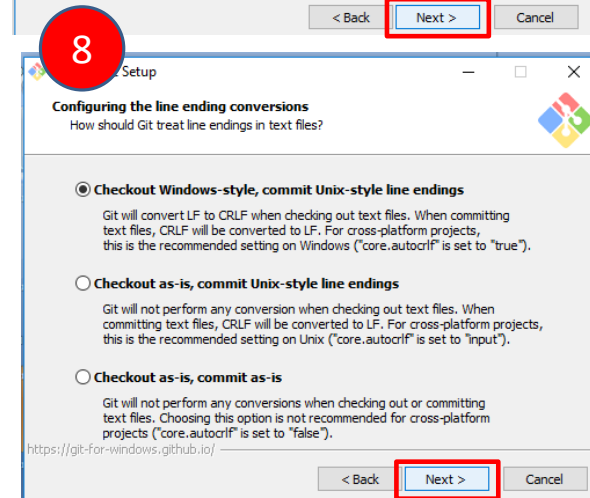 < Back Next > Cancel
8
Setup
Configuring the line ending conversions
How should Git treat line endings in text files?
Checkout Windows-style, commit Unix-style line endings
Git will convert LF to CRLF when checking out text files. When committing
text files, CRLF will be converted to LF. For cross-platform projects,
this is the recommended setting on Windows ("core.autocrlf" is set to "true").
Checkout as-is, commit Unix-style line endings
Git will not perform any conversion when checking out text files. When
committing text files, CRLF will be converted to LF. For cross-platform projects,
this is the recommended setting on Unix ("core.autocrlf" is set to "input").
Checkout as-is, commit as-is
Git will not perform any conversions when checking out or committing
text files. Choosing this option is not recommended for cross-platform
projects ("core.autocrlf" is set to "false").
https://git-for-windows.github.io/
< Back Next > Cancel